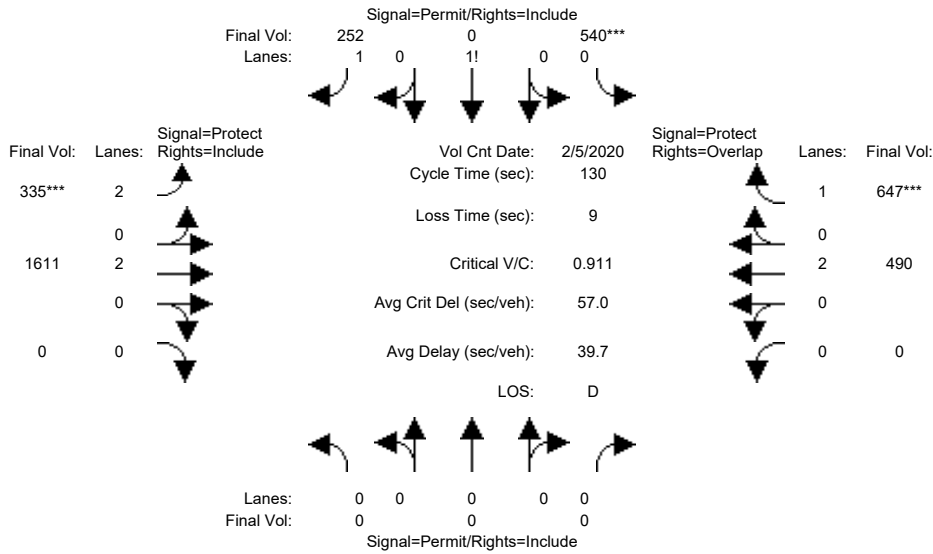 Signal=Permit/Rights=Include
Final Vol: 252 0 540***
Lanes: 1 0 1! 0 0
Signal=Protect
Final Vol: Lanes: Rights=Include
Vol Cnt Date: 2/5/2020
Signal=Protect
Rights=Overlap Lanes: Final Vol:
Cycle Time (sec): 130
335*** 2
1 647***
Loss Time (sec): 9
0
0
1611 2
Critical V/C: 0.911
2 490
0
Avg Crit Del (sec/veh): 57.0
0
0 0
Avg Delay (sec/veh): 39.7
0 0
LOS: D
Lanes: 0 0 0 0 0
Final Vol: 0 0 0
Signal=Permit/Rights=Include